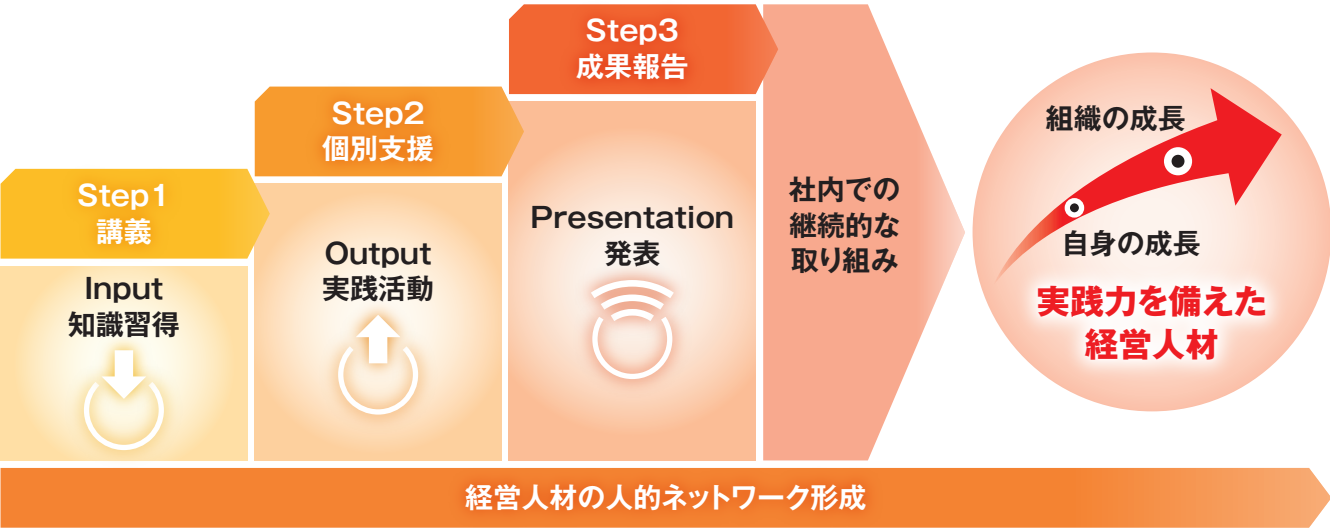 Step1
講義
Input
知識習得
Step2
個別支援
Output
実践活動
Step3
成果報告
Presentation
発表
社内での
継続的な
取り組み
組織の成長
自身の成長
実践力を備えた
経営人材
経営人材の人的ネットワーク形成